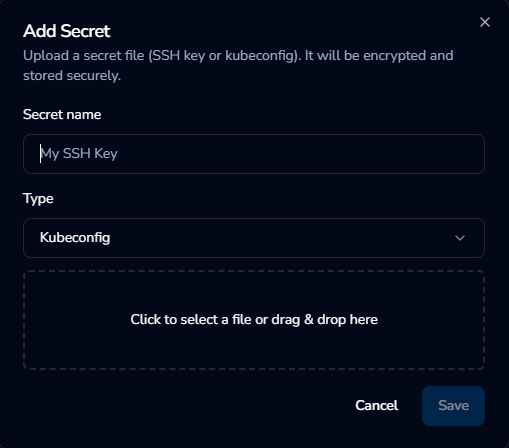 Add Secret
Upload a secret file (SSH key or kubeconfig). It will be encrypted and
stored securely.
Secret name
My SSH Key
Type
Kubeconfig
Click to select a file or drag & drop here
Cancel
Save